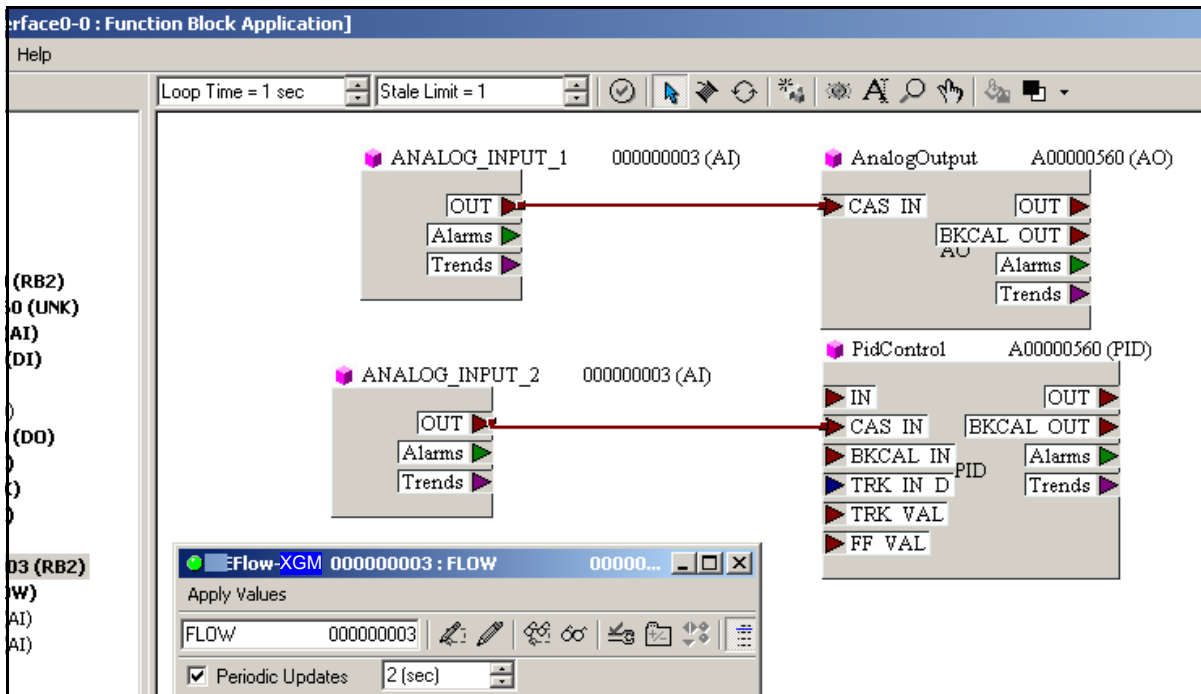 erface0-0 : Function Block Application]
Help
Loop Time = 1 sec
Stale Limit = 1
ANALOG_INPUT_1 000000003 (AI)
OUT
Alarms
Trends
AnalogOutput A00000560 (AO)
CAS IN
OUT
BKCAL OUT
AO
Alarms
Trends
(RB2)
60 (UNK)
(AI)
(DI)
)
(DO)
)
)
)
03 (RB2)
OW)
AI)
AI)
ANALOG_INPUT_2 000000003 (AI)
OUT
Alarms
Trends
PidControl A00000560 (PID)
IN
OUT
CAS IN
BKCAL OUT
BKCAL IN
PID
Alarms
TRK IN D
Trends
TRK VAL
FF VAL
EFlow-XGM 000000003 : FLOW 00000...
Apply Values
FLOW 000000003
Periodic Updates 2 (sec)